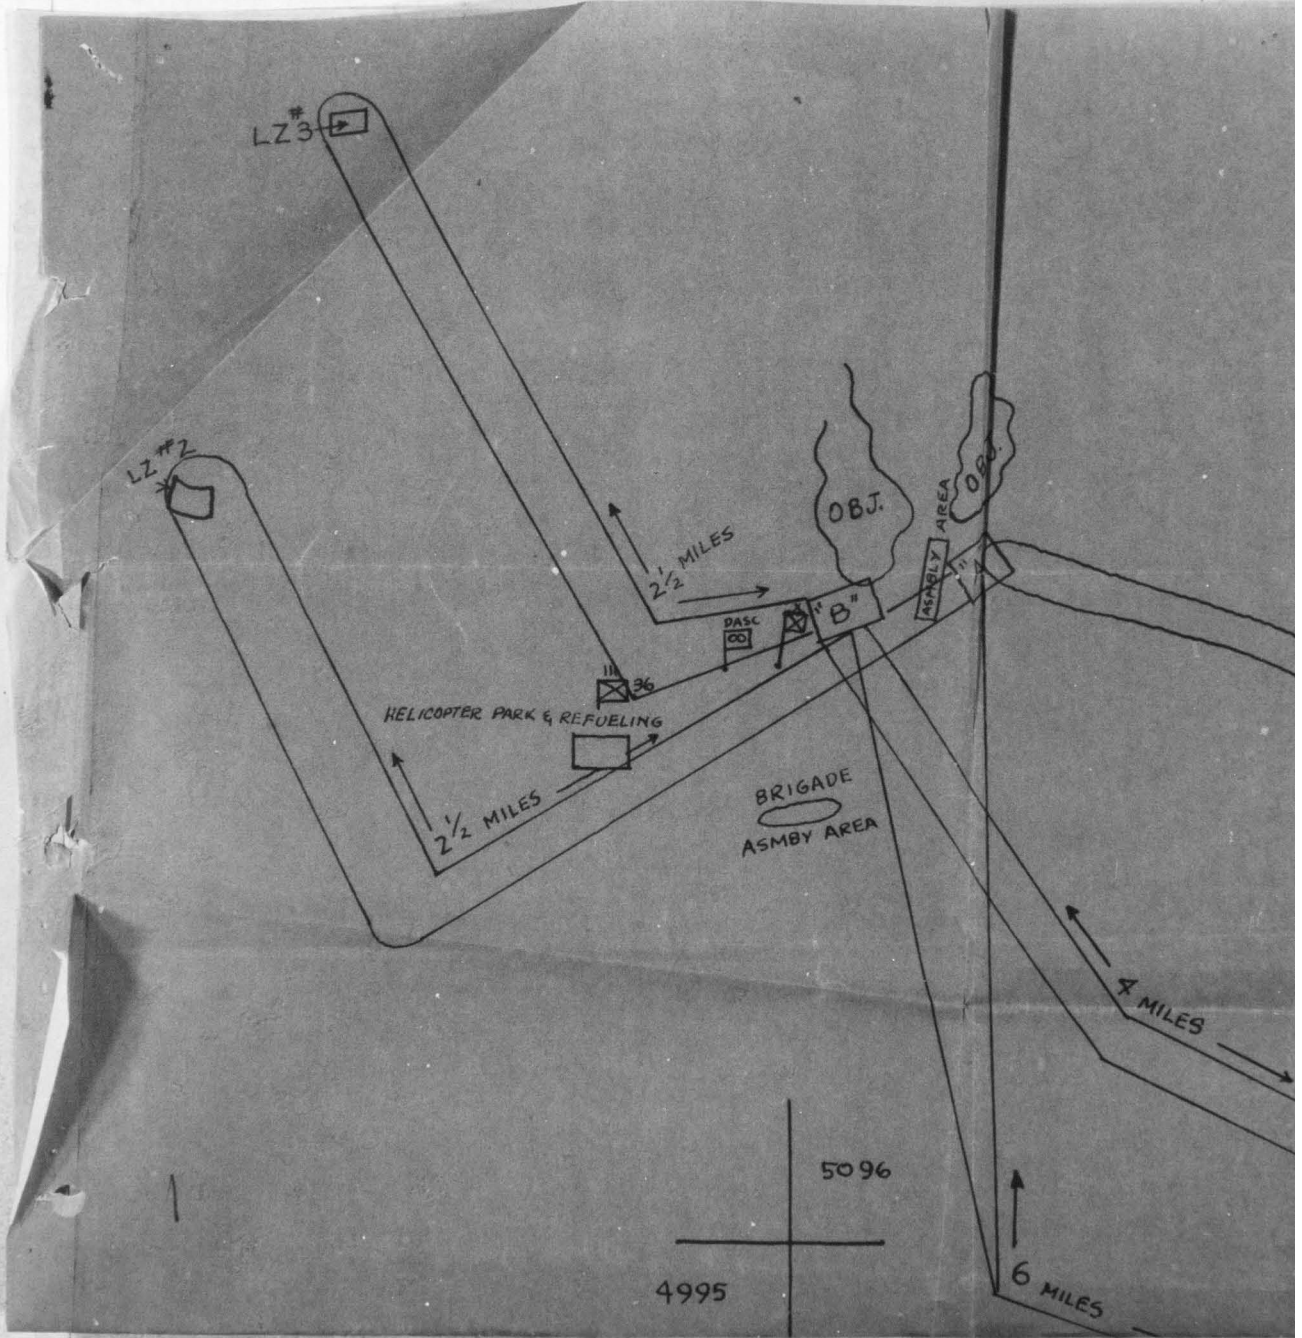 LZ #3
LZ #2
OBJ.
OBJ.
2 1/2 MILES
ASMBLY AREA
"A
"B"
DASC
III
36
HELICOPTER PARK & REFUELING
2 1/2 MILES
BRIGADE
ASMBY AREA
4 MILES
5096
4995
6 MILES